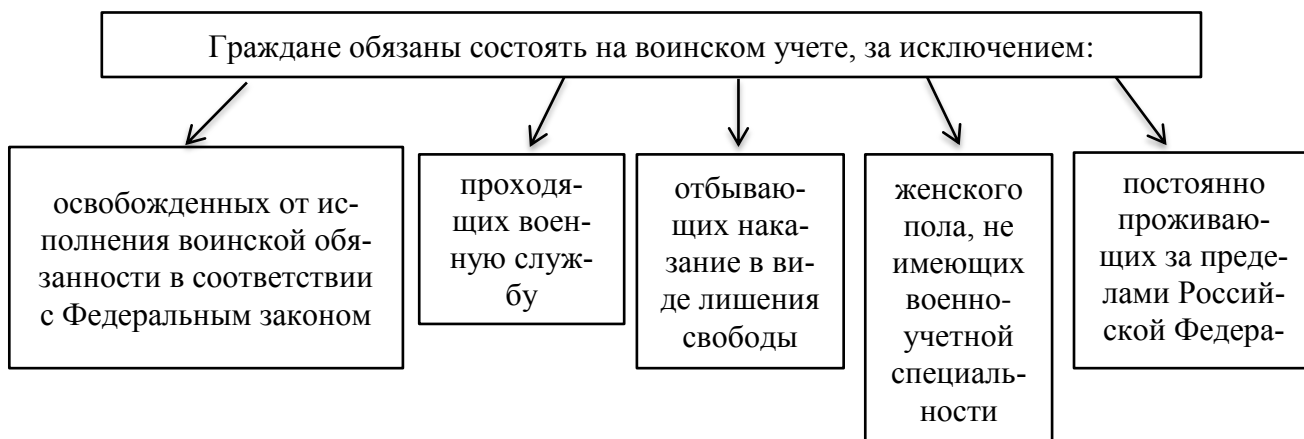 Граждане обязаны состоять на воинском учете, за исключением:
освобожденных от ис-
полнения воинской обя-
занности в соответствии
с Федеральным законом
проходя-
щих воен-
ную служ-
бу
отбываю-
щих нака-
зание в ви-
де лишения
свободы
женского
пола, не
имеющих
военно-
учетной
специаль-
ности
постоянно
проживаю-
щих за преде-
лами Россий-
ской Федера-